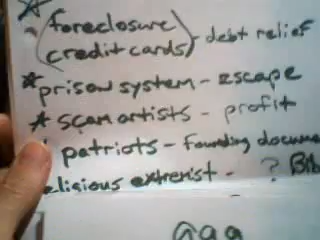 (foreclosure
credit cards) - debt relief
* prison system - escape
* scam artists - profit
patriots - founding docume
eligious extremist - ? Bib